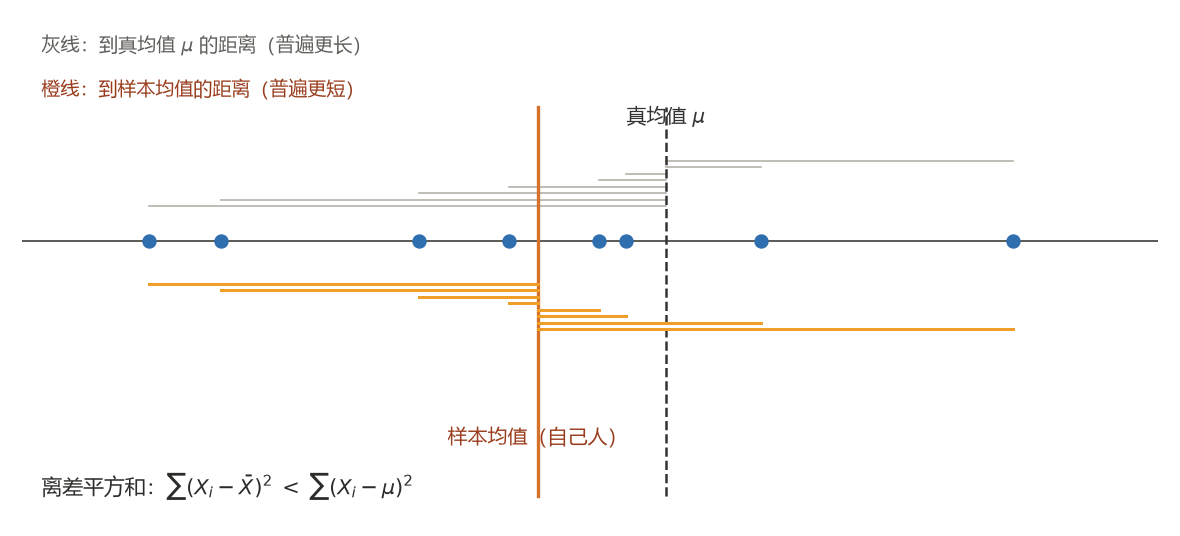 灰线：到真均值 μ 的距离（普遍更长）
橙线：到样本均值的距离（普遍更短）
真均值 μ
样本均值（自己人）
离差平方和：∑(Xᵢ − X̄)² < ∑(Xᵢ − μ)²